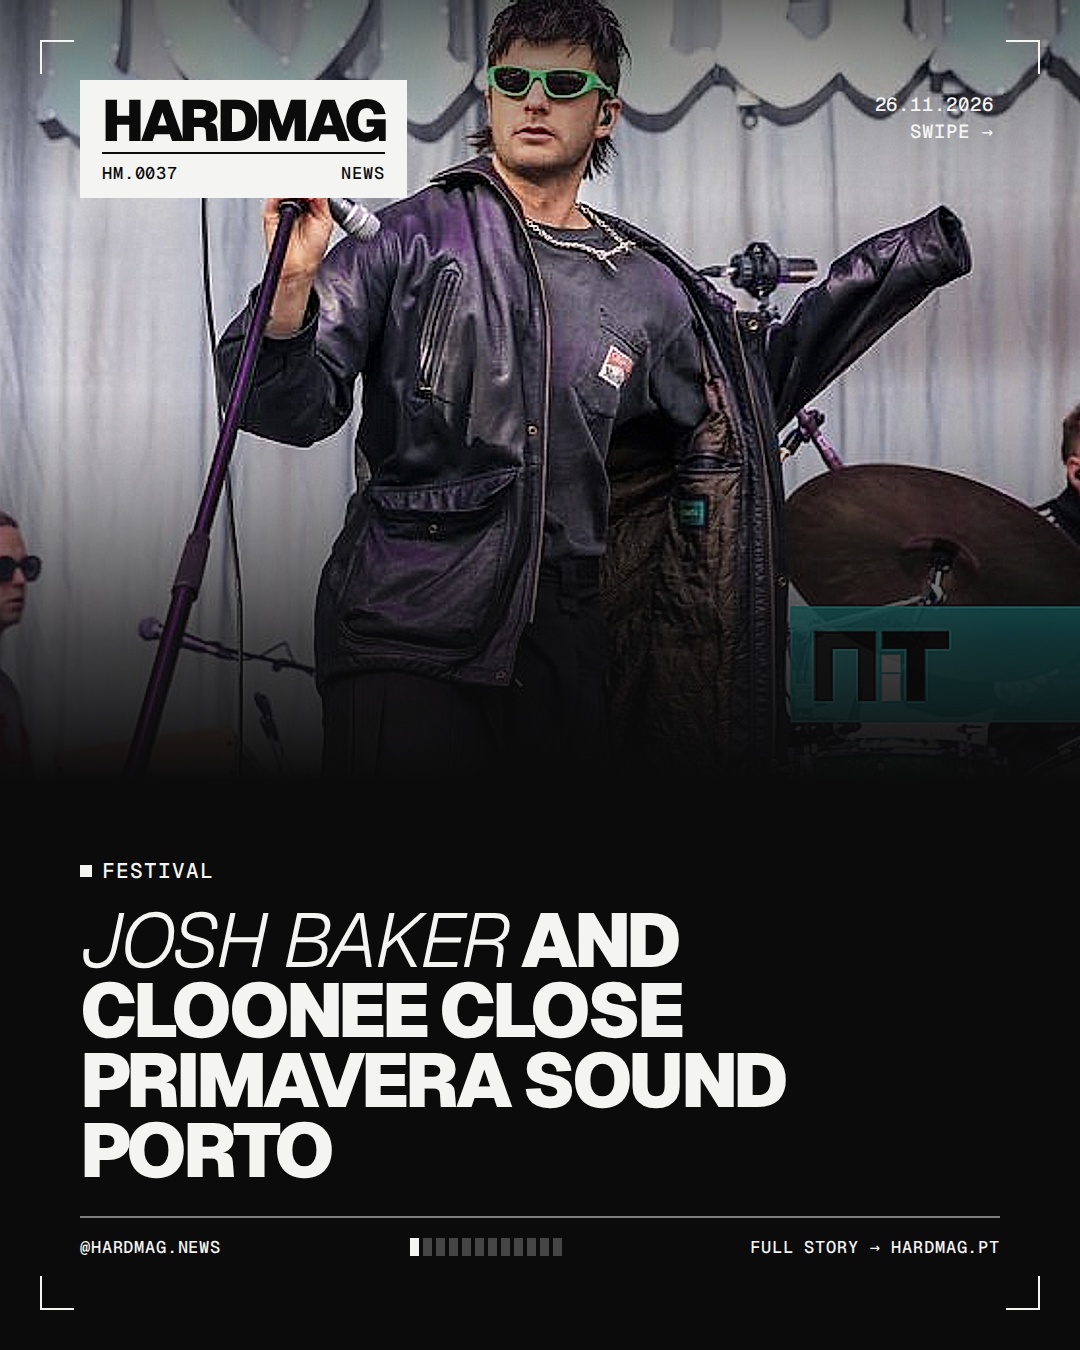 HARDMAG
HM.0037 NEWS
26.11.2026
SWIPE →
FESTIVAL
JOSH BAKER AND
CLOONEE CLOSE
PRIMAVERA SOUND
PORTO
@HARDMAG.NEWS
FULL STORY → HARDMAG.PT